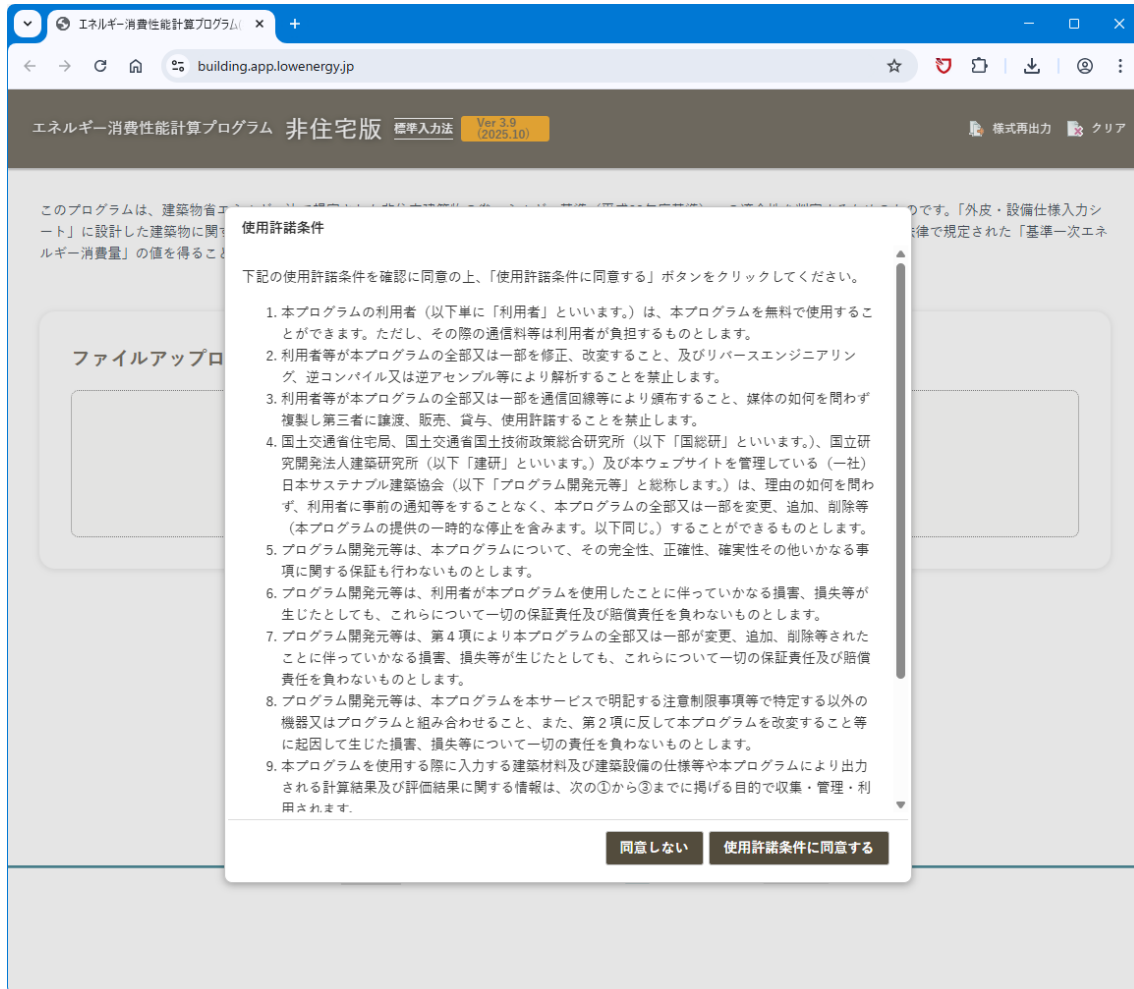 エネルギー消費性能計算プログラム(
building.app.lowenergy.jp
エネルギー消費性能計算プログラム 非住宅版 標準入力法 Ver 3.9 (2025.10)
様式再出力 クリア
このプログラムは、建築物省エ
のです。「外皮・設備仕様入力シ
ート」に設計した建築物に関す
律で規定された「基準一次エネ
ルギー消費量」の値を得ること
ファイルアップロ
使用許諾条件
下記の使用許諾条件を確認に同意の上、「使用許諾条件に同意する」ボタンをクリックしてください。
1. 本プログラムの利用者（以下単に「利用者」といいます。）は、本プログラムを無料で使用するこ
とができます。ただし、その際の通信料等は利用者が負担するものとします。
2. 利用者等が本プログラムの全部又は一部を修正、改変すること、及びリバースエンジニアリン
グ、逆コンパイル又は逆アセンブル等により解析することを禁止します。
3. 利用者等が本プログラムの全部又は一部を通信回線等により頒布すること、媒体の如何を問わず
複製し第三者に譲渡、販売、貸与、使用許諾することを禁止します。
4. 国土交通省住宅局、国土交通省国土技術政策総合研究所（以下「国総研」といいます。）、国立研
究開発法人建築研究所（以下「建研」といいます。）及び本ウェブサイトを管理している（一社）
日本サステナブル建築協会（以下「プログラム開発元等」と総称します。）は、理由の如何を問わ
ず、利用者に事前の通知等をすることなく、本プログラムの全部又は一部を変更、追加、削除等
（本プログラムの提供の一時的な停止を含みます。以下同じ。）することができるものとします。
5. プログラム開発元等は、本プログラムについて、その完全性、正確性、確実性その他いかなる事
項に関する保証も行わないものとします。
6. プログラム開発元等は、利用者が本プログラムを使用したことに伴っていかなる損害、損失等が
生じたとしても、これらについて一切の保証責任及び賠償責任を負わないものとします。
7. プログラム開発元等は、第４項により本プログラムの全部又は一部が変更、追加、削除等された
ことに伴っていかなる損害、損失等が生じたとしても、これらについて一切の保証責任及び賠償
責任を負わないものとします。
8. プログラム開発元等は、本プログラムを本サービスで明記する注意制限事項等で特定する以外の
機器又はプログラムと組み合わせること、また、第２項に反して本プログラムを改変すること等
に起因して生じた損害、損失等について一切の責任を負わないものとします。
9. 本プログラムを使用する際に入力する建築材料及び建築設備の仕様等や本プログラムにより出力
される計算結果及び評価結果に関する情報は、次の①から③までに掲げる目的で収集・管理・利
用されます。
同意しない 使用許諾条件に同意する